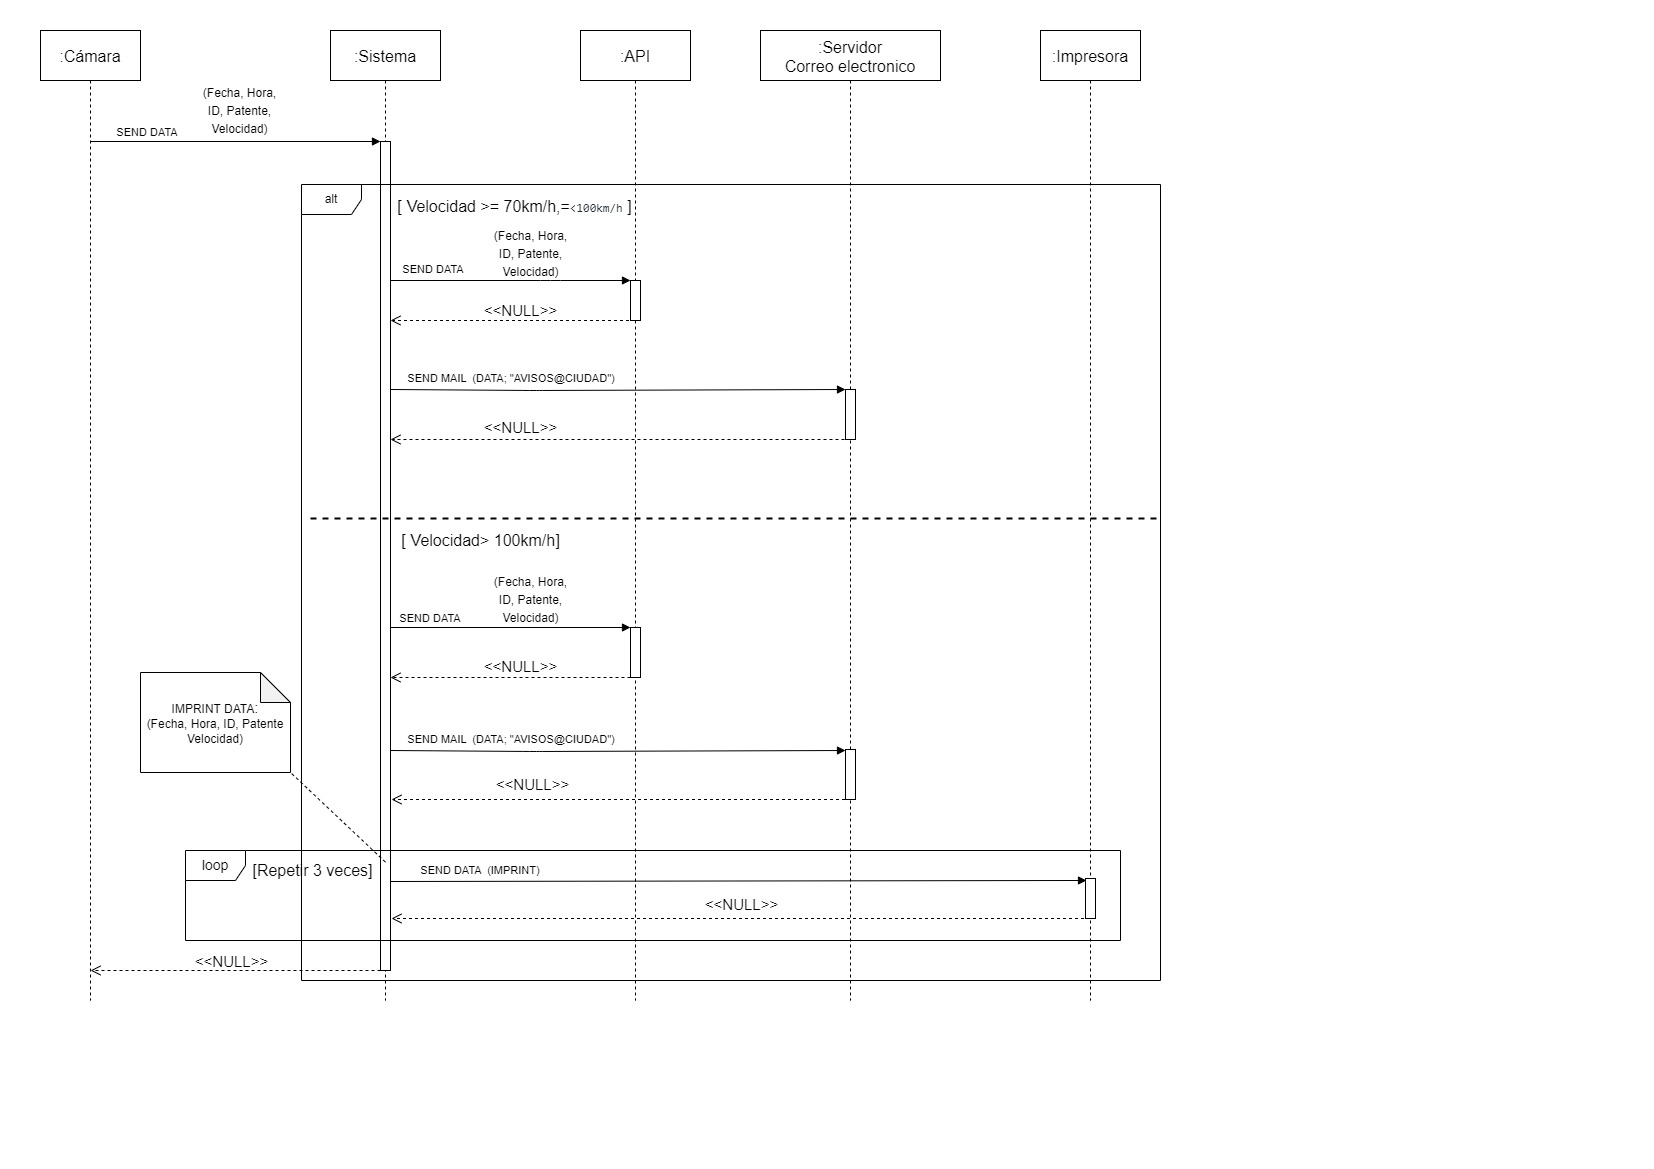 :Cámara
:Sistema
:API
:Servidor
Correo electronico
:Impresora
(Fecha, Hora,
ID, Patente,
Velocidad)
SEND DATA
alt
[ Velocidad >= 70km/h,=<100km/h ]
(Fecha, Hora,
ID, Patente,
Velocidad)
SEND DATA
<<NULL>>
SEND MAIL (DATA; "AVISOS@CIUDAD")
<<NULL>>
[ Velocidad> 100km/h]
(Fecha, Hora,
ID, Patente,
Velocidad)
SEND DATA
<<NULL>>
IMPRINT DATA:
(Fecha, Hora, ID, Patente
Velocidad)
SEND MAIL (DATA; "AVISOS@CIUDAD")
<<NULL>>
loop
[Repetir 3 veces]
SEND DATA (IMPRINT)
<<NULL>>
<<NULL>>